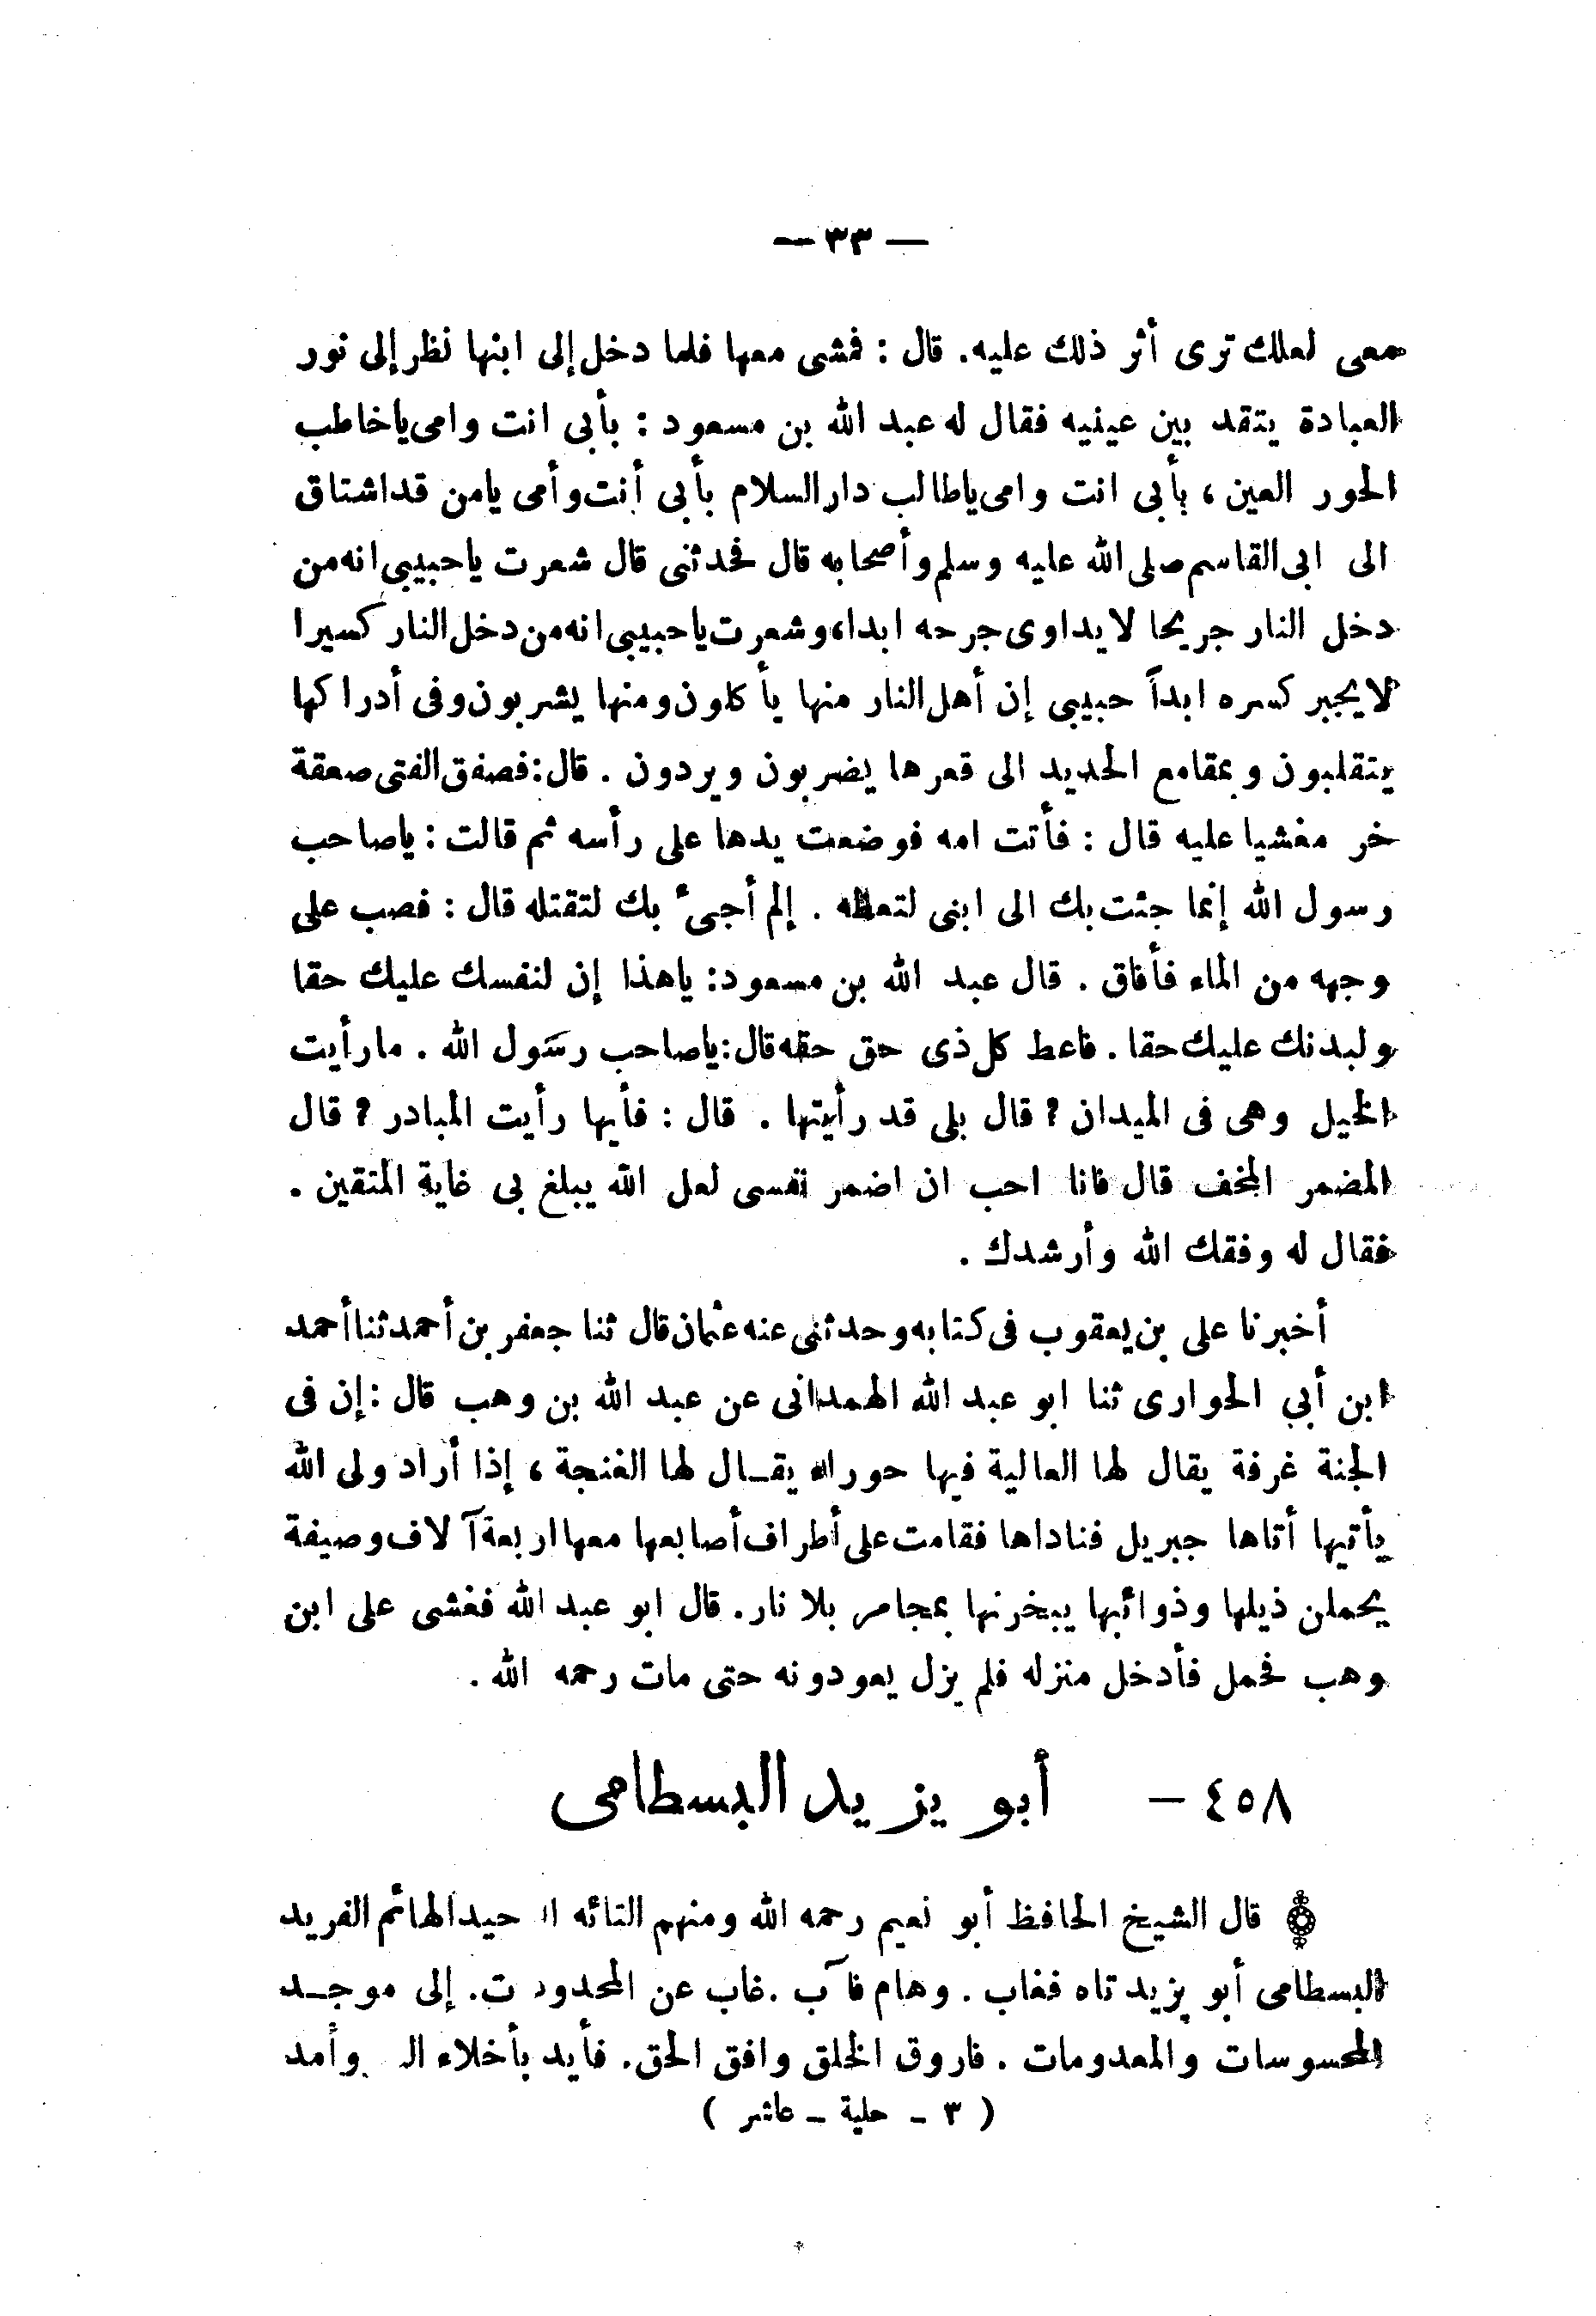 — ٣٣ —
معى لعلك ترى أثر ذلك عليه. قال : فمشى معها فلما دخل إلى ابنها نظر إلى نور
العبادة يتقد بين عينيه فقال له عبد الله بن مسعود : بأبى انت وامى ياخاطب
الحور العين ، بأبى انت وامى ياطالب دار السلام بأبى أنت وأمى يامن قد اشتاق
الى ابى القاسم صلى الله عليه وسلم وأصحابه قال فحدثنى قال شعرت ياحبيبى انه من
دخل النار جريحا لايداوى جرحه ابدا، وشعرت ياحبيبى انه من دخل النار كسيرا
لايجبر كسره ابداً حبيبى إن أهل النار منها يأكلون ومنها يشربون وفى أدراكها
يتقلبون وبمقامع الحديد الى قعرها يضربون ويردون . قال : فصفق الفتى صعقة
خر مغشيا عليه قال : فأتت امه فوضعت يدها على رأسه ثم قالت : ياصاحب
رسول الله إنما جئت بك الى ابنى لتعظه . إلم أجىء بك لتقتله قال : فصب على
وجهه من الماء فأفاق . قال عبد الله بن مسعود : ياهذا إن لنفسك عليك حقا
ولبدنك عليك حقا . فاعط كل ذى حق حقه قال : ياصاحب رسول الله . مارأيت
الخيل وهى فى الميدان ? قال بلى قد رأيتها . قال : فأيها رأيت المبادر ? قال
المضمر المخف قال فانا احب ان اضمر نفسى لعل الله يبلغ بى غاية المتقين .
فقال له وفقك الله وأرشدك .
أخبرنا على بن يعقوب فى كتابه وحدثنى عنه عثمان قال ثنا جعفر بن أحمد ثنا أحمد
ابن أبي الحوارى ثنا ابو عبد الله الهمدانى عن عبد الله بن وهب قال : إن فى
الجنة غرفة يقال لها العالية فيها حوراء يقـال لها الغنجة ، إذا أراد ولى الله
يأتيها أتاها جبريل فناداها فقامت على أطراف أصابعها معها اربعة آلاف وصيفة
يحملن ذيلها وذوائبها يبخرنها بمجامر بلا نار. قال ابو عبد الله فغشى على ابن
وهب فحمل فأدخل منزله فلم يزل يعودونه حتى مات رحمه الله .
٤٥٨ – أبو يزيد البسطامى
قال الشيخ الحافظ أبو نعيم رحمه الله ومنهم التائه الهائم الفريد
البسطامى أبو يزيد تاه فغاب . وهام فآب . غاب عن إلى موجـد
المحسوسات والمعدومات . فاروق الخلق وافق الحق. فأيد بأخلاء وأمد
( ٣ – حلية – عاشر )